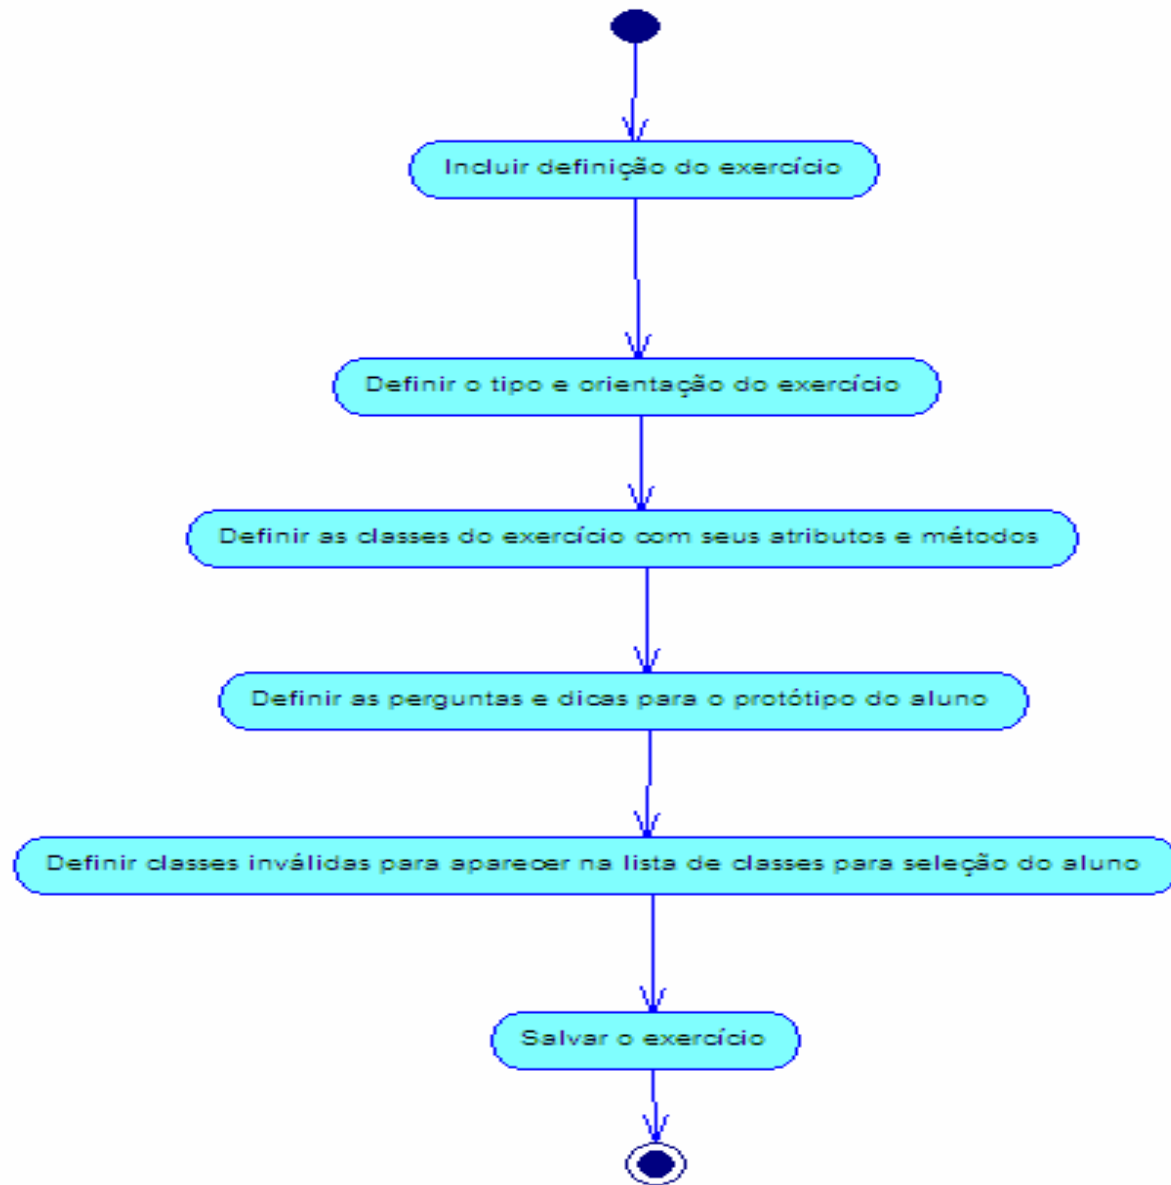 Incluir definição do exercício
Definir o tipo e orientação do exercício
Definir as classes do exercício com seus atributos e métodos
Definir as perguntas e dicas para o protótipo do aluno
Definir classes inválidas para aparecer na lista de classes para seleção do aluno
Salvar o exercício